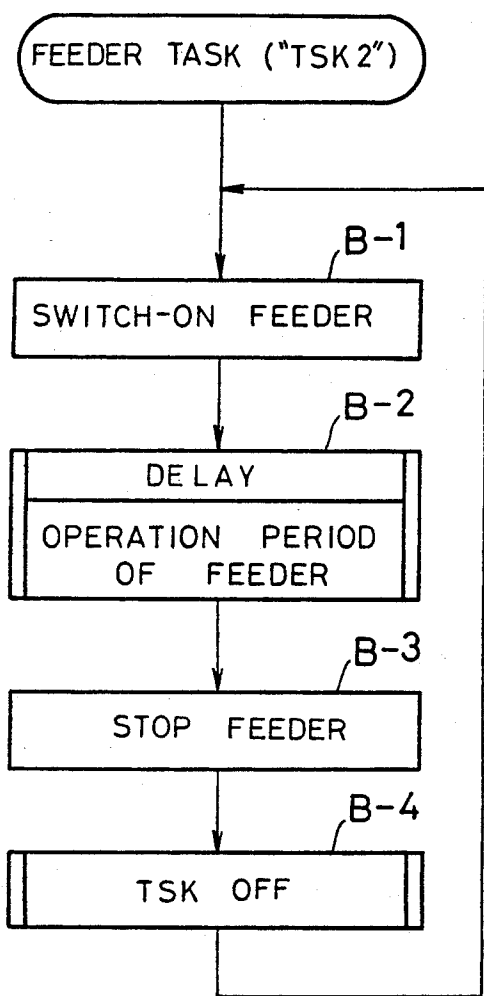 FEEDER TASK ("TSK2")
B-1
SWITCH-ON FEEDER
B-2
DELAY
OPERATION PERIOD
OF FEEDER
B-3
STOP FEEDER
B-4
TSK OFF